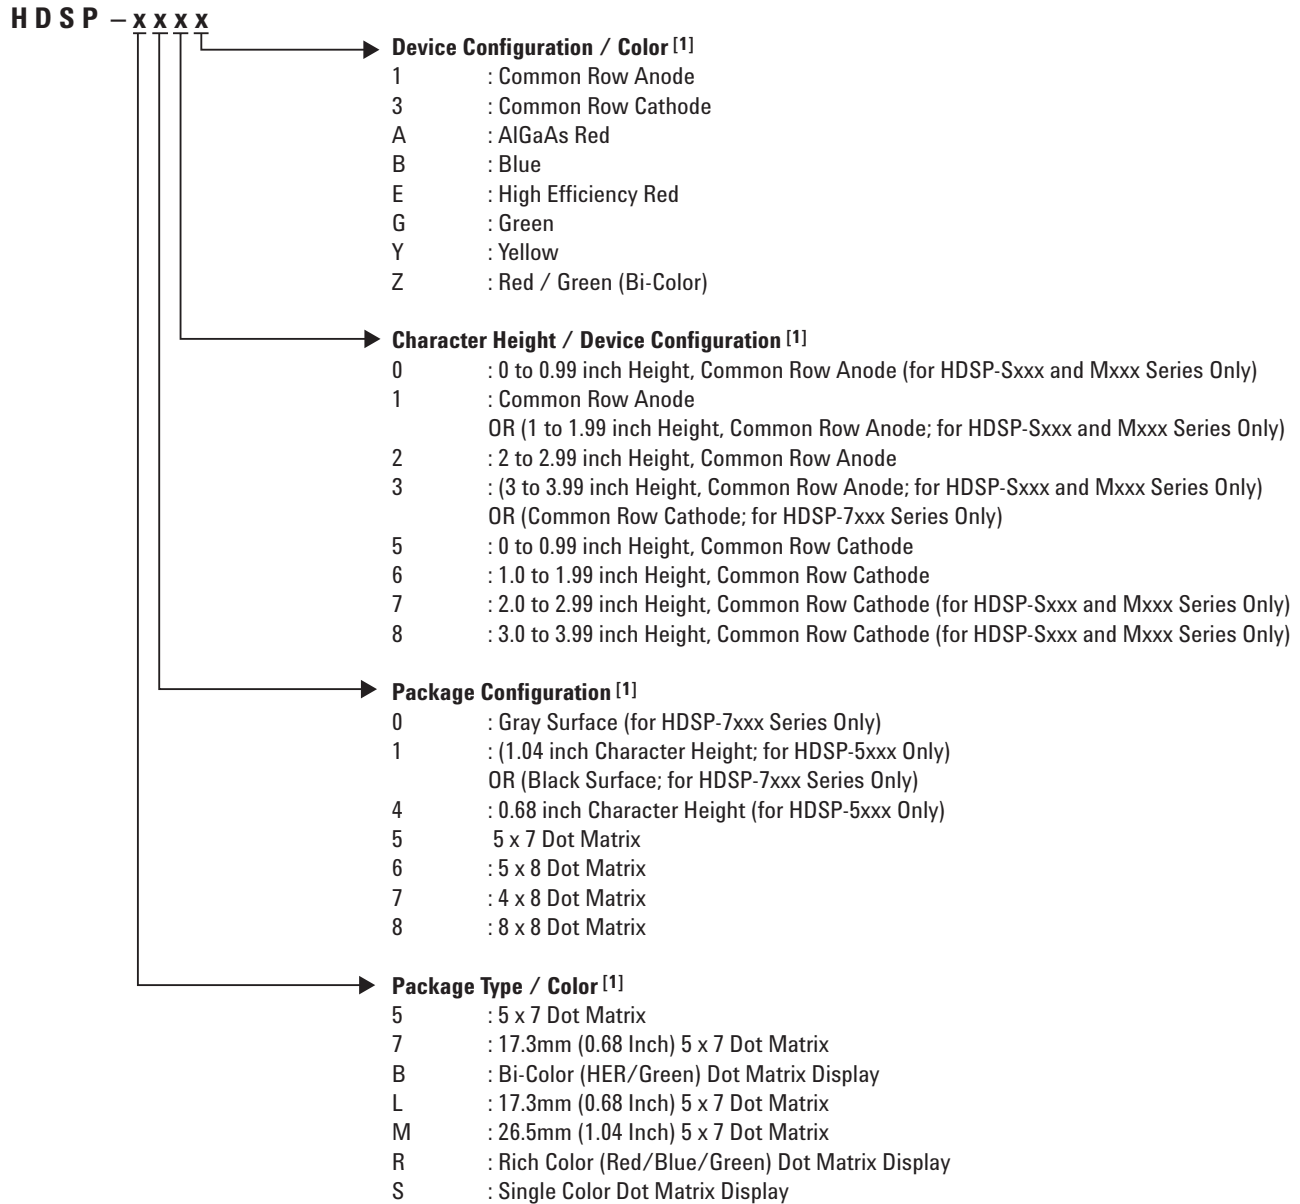 HDSP – x x x x
Device Configuration / Color [1]
1 : Common Row Anode
3 : Common Row Cathode
A : AlGaAs Red
B : Blue
E : High Efficiency Red
G : Green
Y : Yellow
Z : Red / Green (Bi-Color)
Character Height / Device Configuration [1]
0 : 0 to 0.99 inch Height, Common Row Anode (for HDSP-Sxxx and Mxxx Series Only)
1 : Common Row Anode
OR (1 to 1.99 inch Height, Common Row Anode; for HDSP-Sxxx and Mxxx Series Only)
2 : 2 to 2.99 inch Height, Common Row Anode
3 : (3 to 3.99 inch Height, Common Row Anode; for HDSP-Sxxx and Mxxx Series Only)
OR (Common Row Cathode; for HDSP-7xxx Series Only)
5 : 0 to 0.99 inch Height, Common Row Cathode
6 : 1.0 to 1.99 inch Height, Common Row Cathode
7 : 2.0 to 2.99 inch Height, Common Row Cathode (for HDSP-Sxxx and Mxxx Series Only)
8 : 3.0 to 3.99 inch Height, Common Row Cathode (for HDSP-Sxxx and Mxxx Series Only)
Package Configuration [1]
0 : Gray Surface (for HDSP-7xxx Series Only)
1 : (1.04 inch Character Height; for HDSP-5xxx Only)
OR (Black Surface; for HDSP-7xxx Series Only)
4 : 0.68 inch Character Height (for HDSP-5xxx Only)
5 5 x 7 Dot Matrix
6 : 5 x 8 Dot Matrix
7 : 4 x 8 Dot Matrix
8 : 8 x 8 Dot Matrix
Package Type / Color [1]
5 : 5 x 7 Dot Matrix
7 : 17.3mm (0.68 Inch) 5 x 7 Dot Matrix
B : Bi-Color (HER/Green) Dot Matrix Display
L : 17.3mm (0.68 Inch) 5 x 7 Dot Matrix
M : 26.5mm (1.04 Inch) 5 x 7 Dot Matrix
R : Rich Color (Red/Blue/Green) Dot Matrix Display
S : Single Color Dot Matrix Display